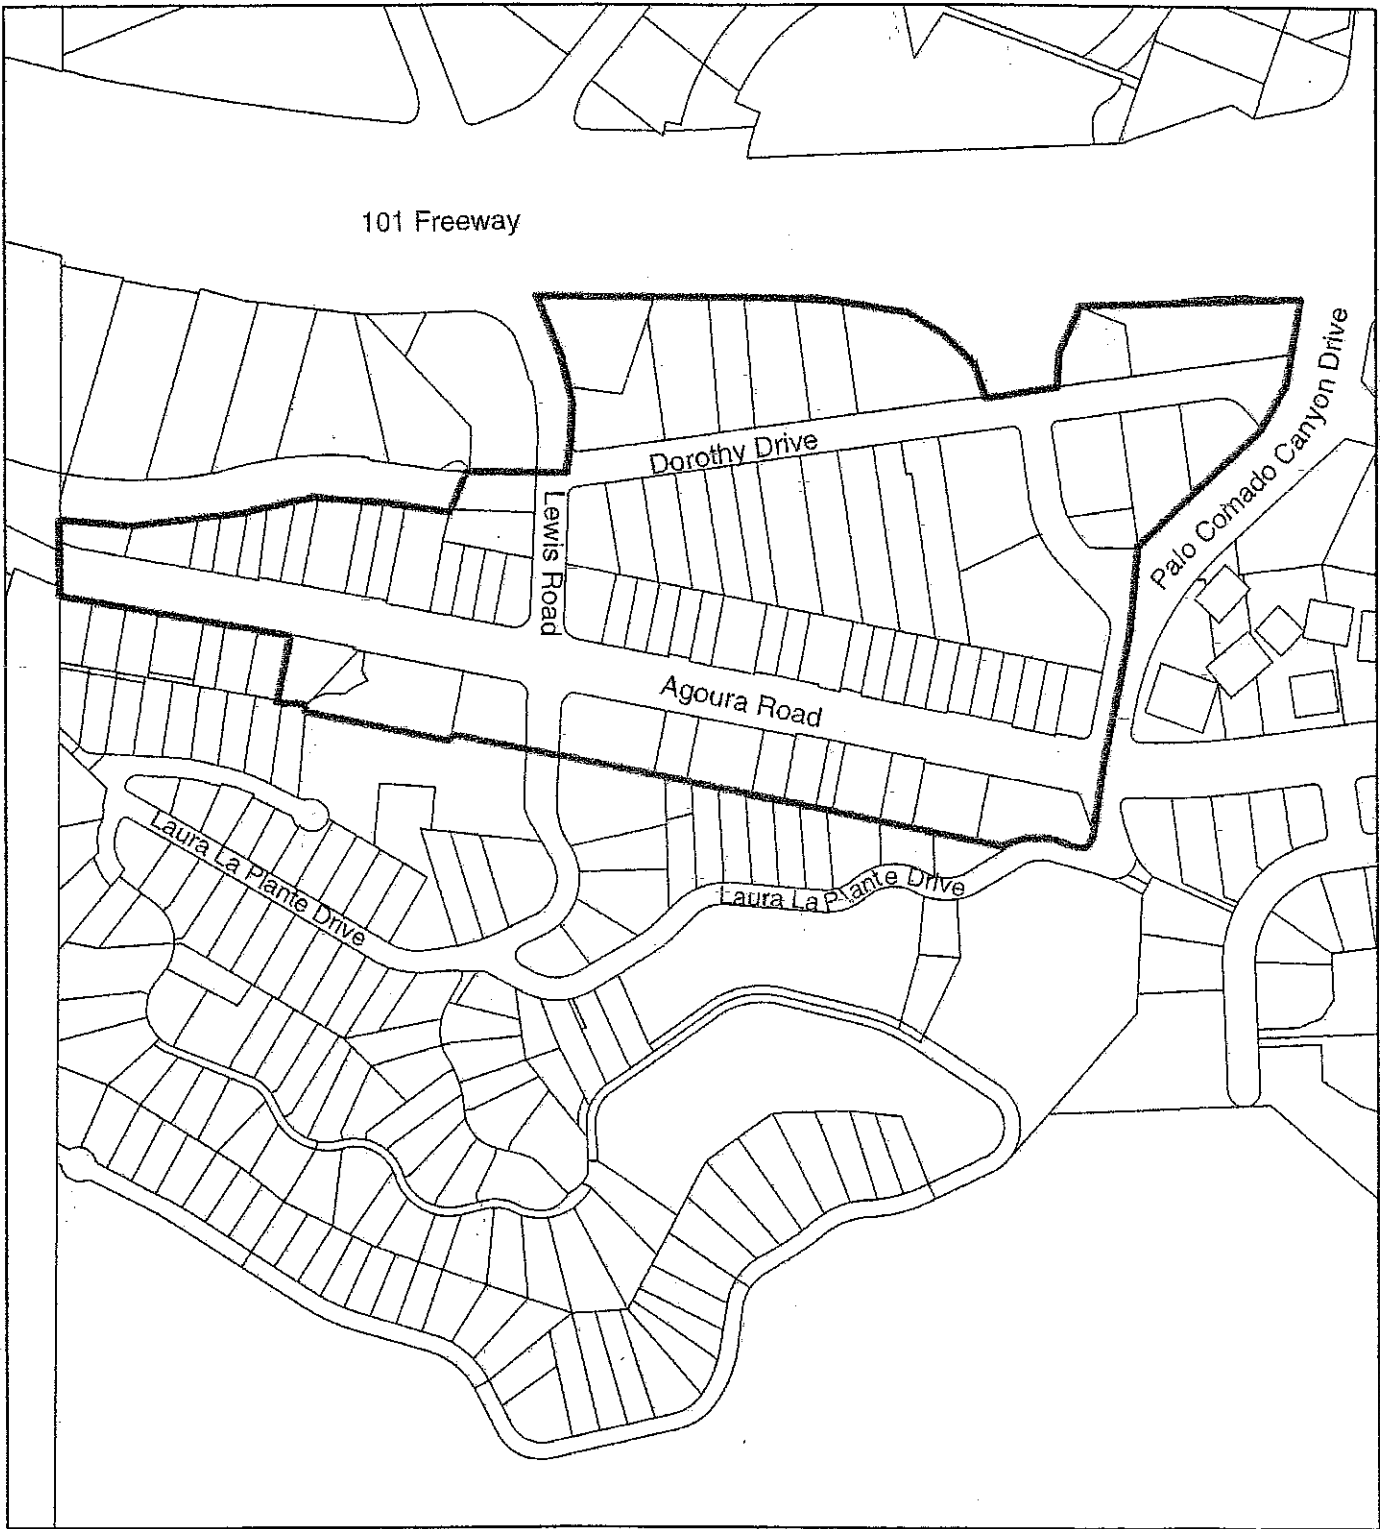 101 Freeway
Dorothy Drive
Palo Comado Canyon Drive
Lewis Road
Agoura Road
Laura La Plante Drive
Laura La Plante Drive